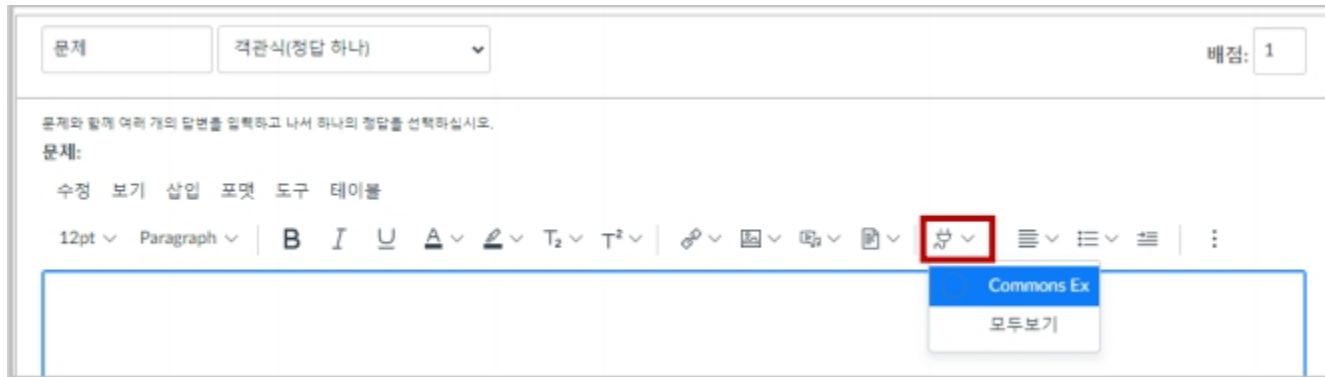 문제 객관식(정답 하나) 배점: 1
문제와 함께 여러 개의 답변을 입력하고 나서 하나의 정답을 선택하십시오.
문제:
수정 보기 삽입 포맷 도구 테이블
12pt Paragraph B I U A T₂ T²
Commons Ex
모두보기